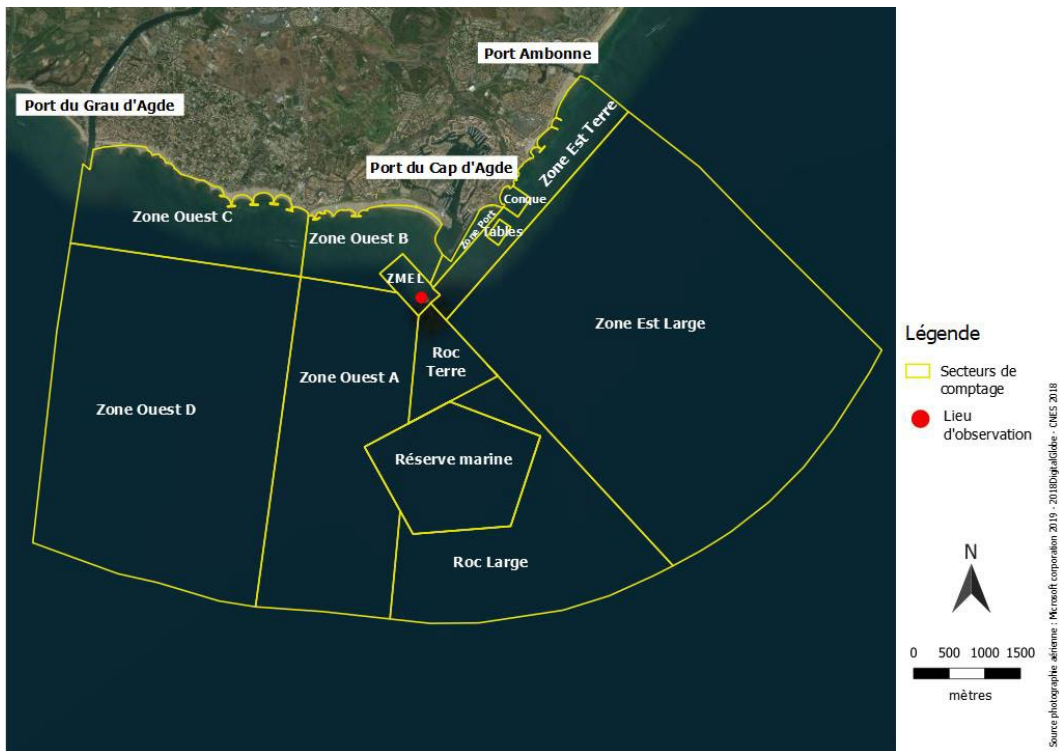 Port Ambonne
Port du Grau d'Agde
Port du Cap d'Agde
Zone Est Terre
Conque
Zone Port
Tables
Zone Ouest C
Zone Ouest B
ZMEL
Zone Est Large
Roc
Terre
Zone Ouest A
Zone Ouest D
Réserve marine
Roc Large
Légende
Secteurs de
comptage
Lieu
d'observation
N
0 500 1000 1500
mètres
Source photographie aérienne : Microsoft corporation 2019 - 2018DigitalGlobe - CNES 2018